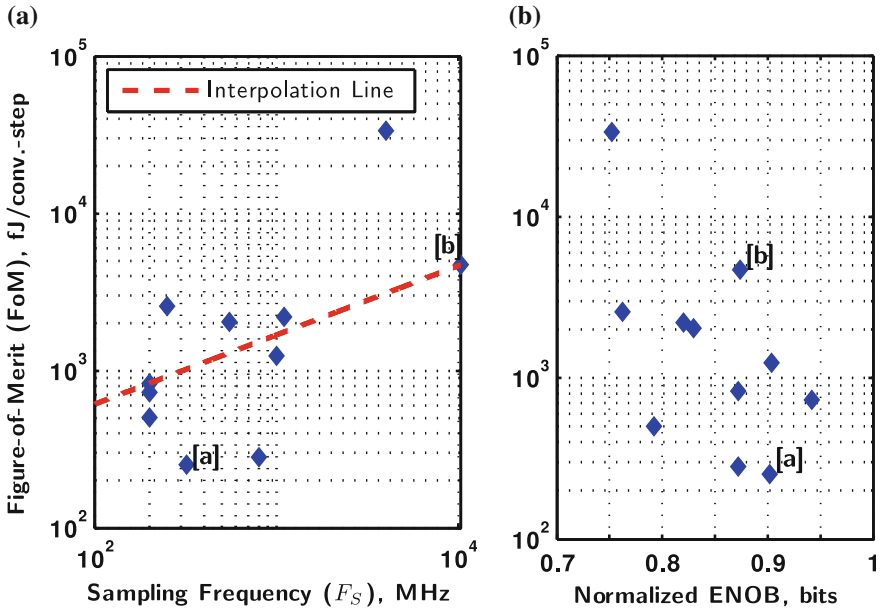 (a)
(b)
Figure-of-Merit (FoM), fJ/conv.-step
10^5
10^4
10^3
10^2
Interpolation Line
[b]
[a]
10^2
10^4
Sampling Frequency (F_S), MHz
10^5
10^4
10^3
10^2
[b]
[a]
0.7
0.8
0.9
1
Normalized ENOB, bits